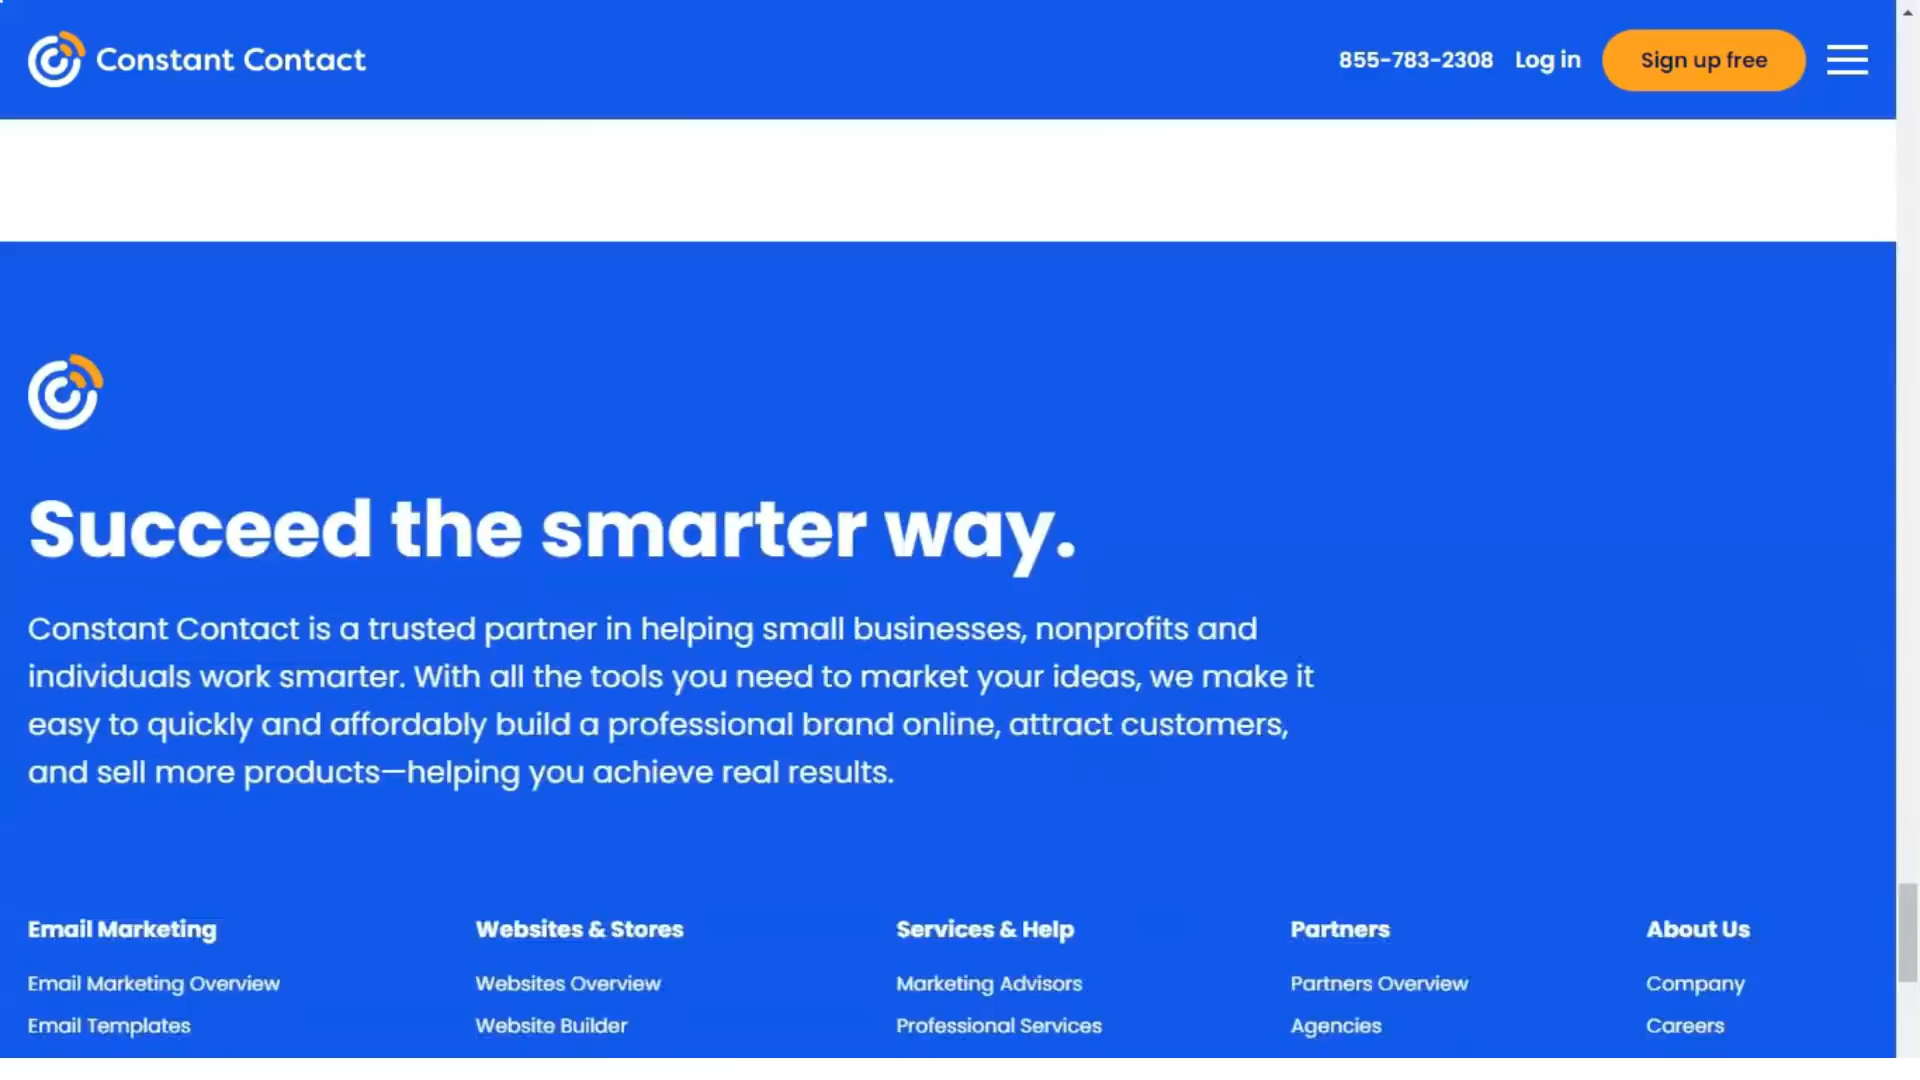 Constant Contact
855-783-2308 Log in Sign up free
Succeed the smarter way.
Constant Contact is a trusted partner in helping small businesses, nonprofits and
individuals work smarter. With all the tools you need to market your ideas, we make it
easy to quickly and affordably build a professional brand online, attract customers,
and sell more products—helping you achieve real results.
Email Marketing
Email Marketing Overview
Email Templates
Websites & Stores
Websites Overview
Website Builder
Services & Help
Marketing Advisors
Professional Services
Partners
Partners Overview
Agencies
About Us
Company
Careers